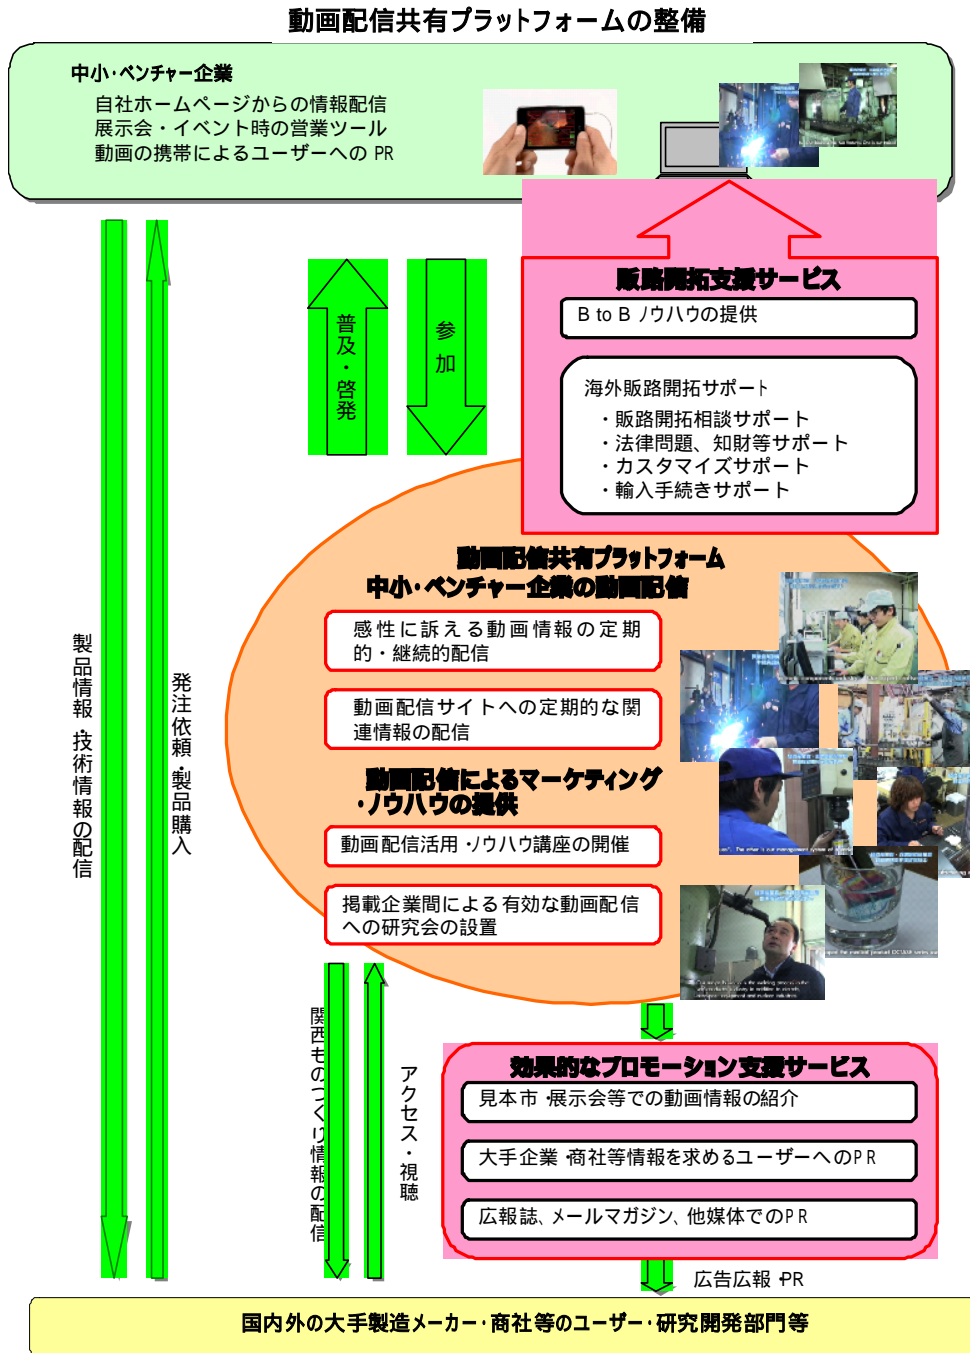 動画配信共有プラットフォームの整備
中小・ベンチャー企業
自社ホームページからの情報配信
展示会・イベント時の営業ツール
動画の携帯によるユーザーへの PR
販路開拓支援サービス
B to B ノウハウの提供
海外販路開拓サポート
・販路開拓相談サポート
・法律問題、知財等サポート
・カスタマイズサポート
・輸入手続きサポート
普及・啓発
参加
製品情報・技術情報の配信
発注依頼・製品購入
動画配信共有プラットフォーム
中小・ベンチャー企業の動画配信
感性に訴える動画情報の定期
的・継続的配信
動画配信サイトへの定期的な関
連情報の配信
動画配信によるマーケティング
・ノウハウの提供
動画配信活用・ノウハウ講座の開催
掲載企業間による有効な動画配信
への研究会の設置
関西ものづくり情報の配信
アクセス・視聴
効果的なプロモーション支援サービス
見本市・展示会等での動画情報の紹介
大手企業・商社等情報を求めるユーザーへのPR
広報誌、メールマガジン、他媒体でのPR
広告広報・PR
国内外の大手製造メーカー・商社等のユーザー・研究開発部門等